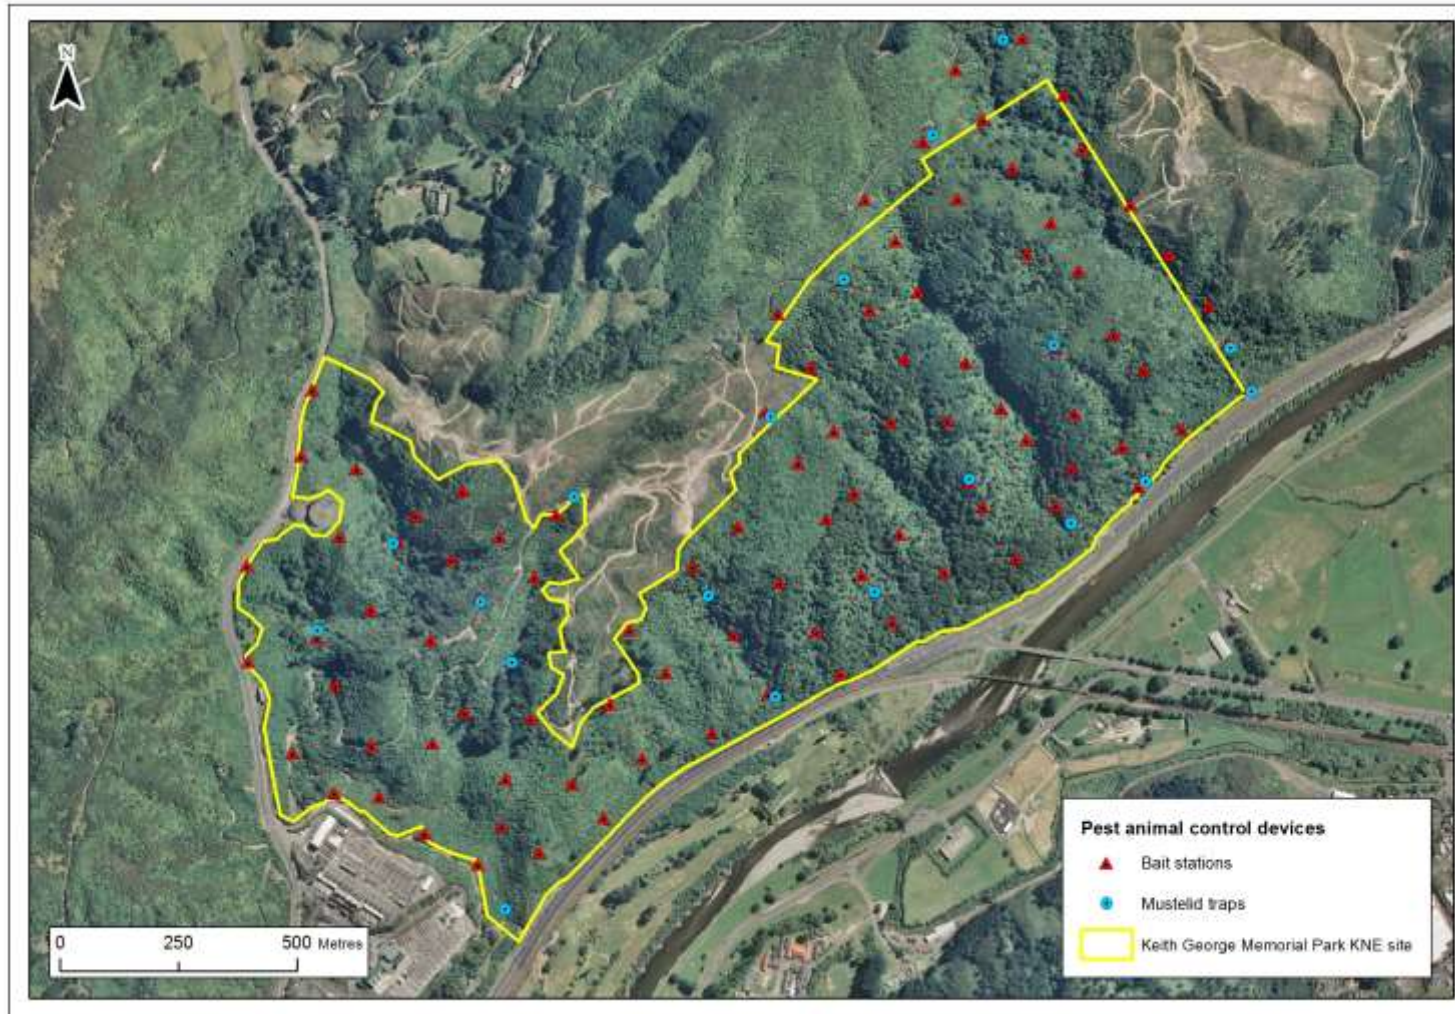 N
Pest animal control devices
Bait stations
Mustelid traps
Keith George Memorial Park KNE site
0 250 500 Metres